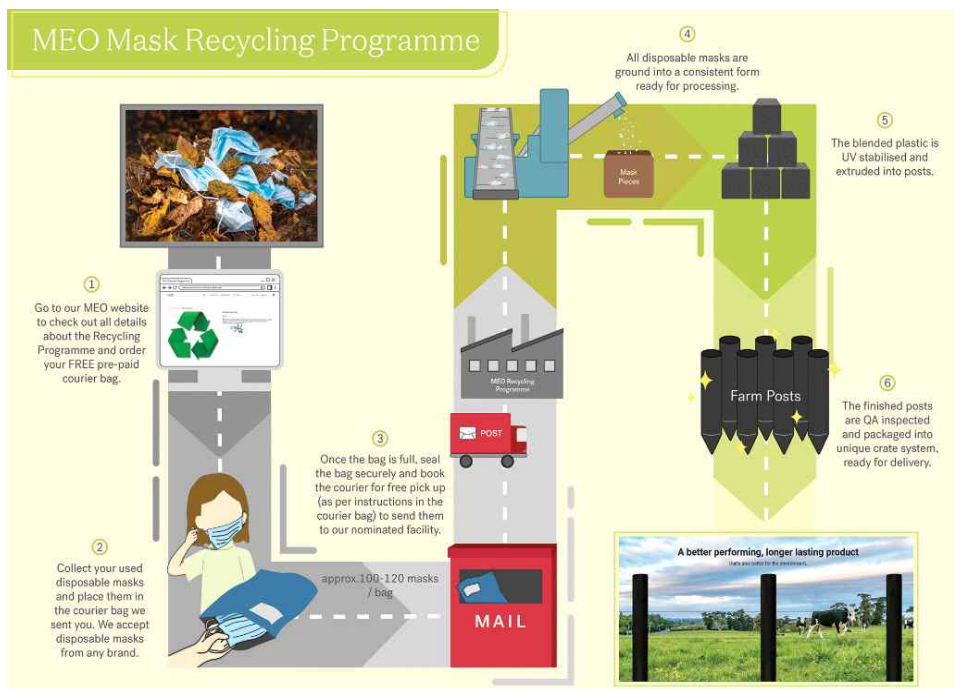 MEO Mask Recycling Programme
1
Go to our MEO website
to check out all details
about the Recycling
Programme and order
your FREE pre-paid
courier bag.
2
Collect your used
disposable masks
and place them in
the courier bag we
sent you. We accept
disposable masks
from any brand.
approx.100-120 masks
/ bag
MAIL
3
Once the bag is full, seal
the bag securely and book
the courier for free pick up
(as per instructions in the
courier bag) to send them
to our nominated facility.
POST
MEO Recycling
Programme
4
All disposable masks are
ground into a consistent form
ready for processing.
Mask
Pieces
5
The blended plastic is
UV stabilised and
extruded into posts.
Farm Posts
6
The finished posts
are QA inspected
and packaged into
unique crate system,
ready for delivery.
A better performing, longer lasting product
that's also better for the environment.